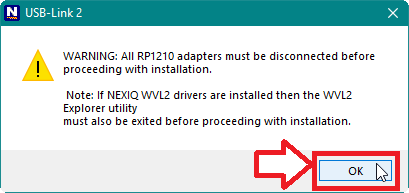 USB-Link 2
WARNING: All RP1210 adapters must be disconnected before
proceeding with installation.
Note: If NEXIQ WVL2 drivers are installed then the WVL2
Explorer utility
must also be exited before proceeding with installation.
OK